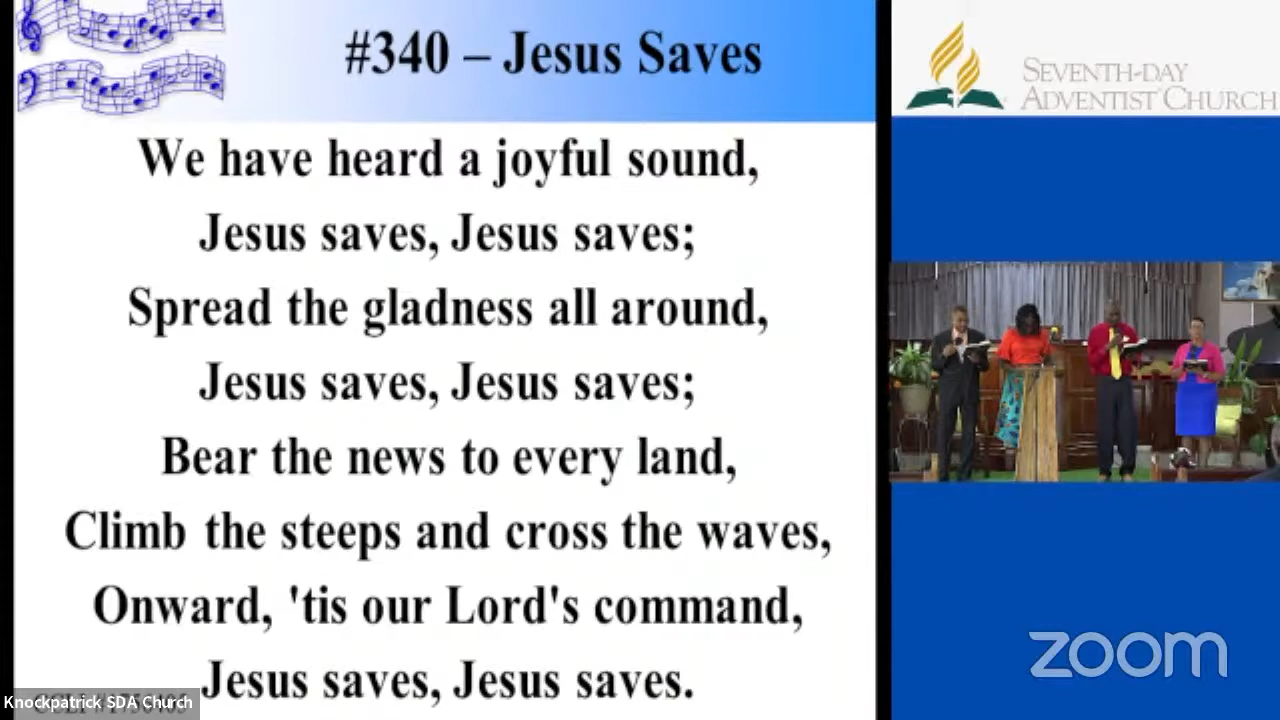 #340 – Jesus Saves
We have heard a joyful sound,
Jesus saves, Jesus saves;
Spread the gladness all around,
Jesus saves, Jesus saves;
Bear the news to every land,
Climb the steeps and cross the waves,
Onward, 'tis our Lord's command,
Jesus saves, Jesus saves.
Knockpatrick SDA Church
SEVENTH-DAY
ADVENTIST CHURCH
zoom